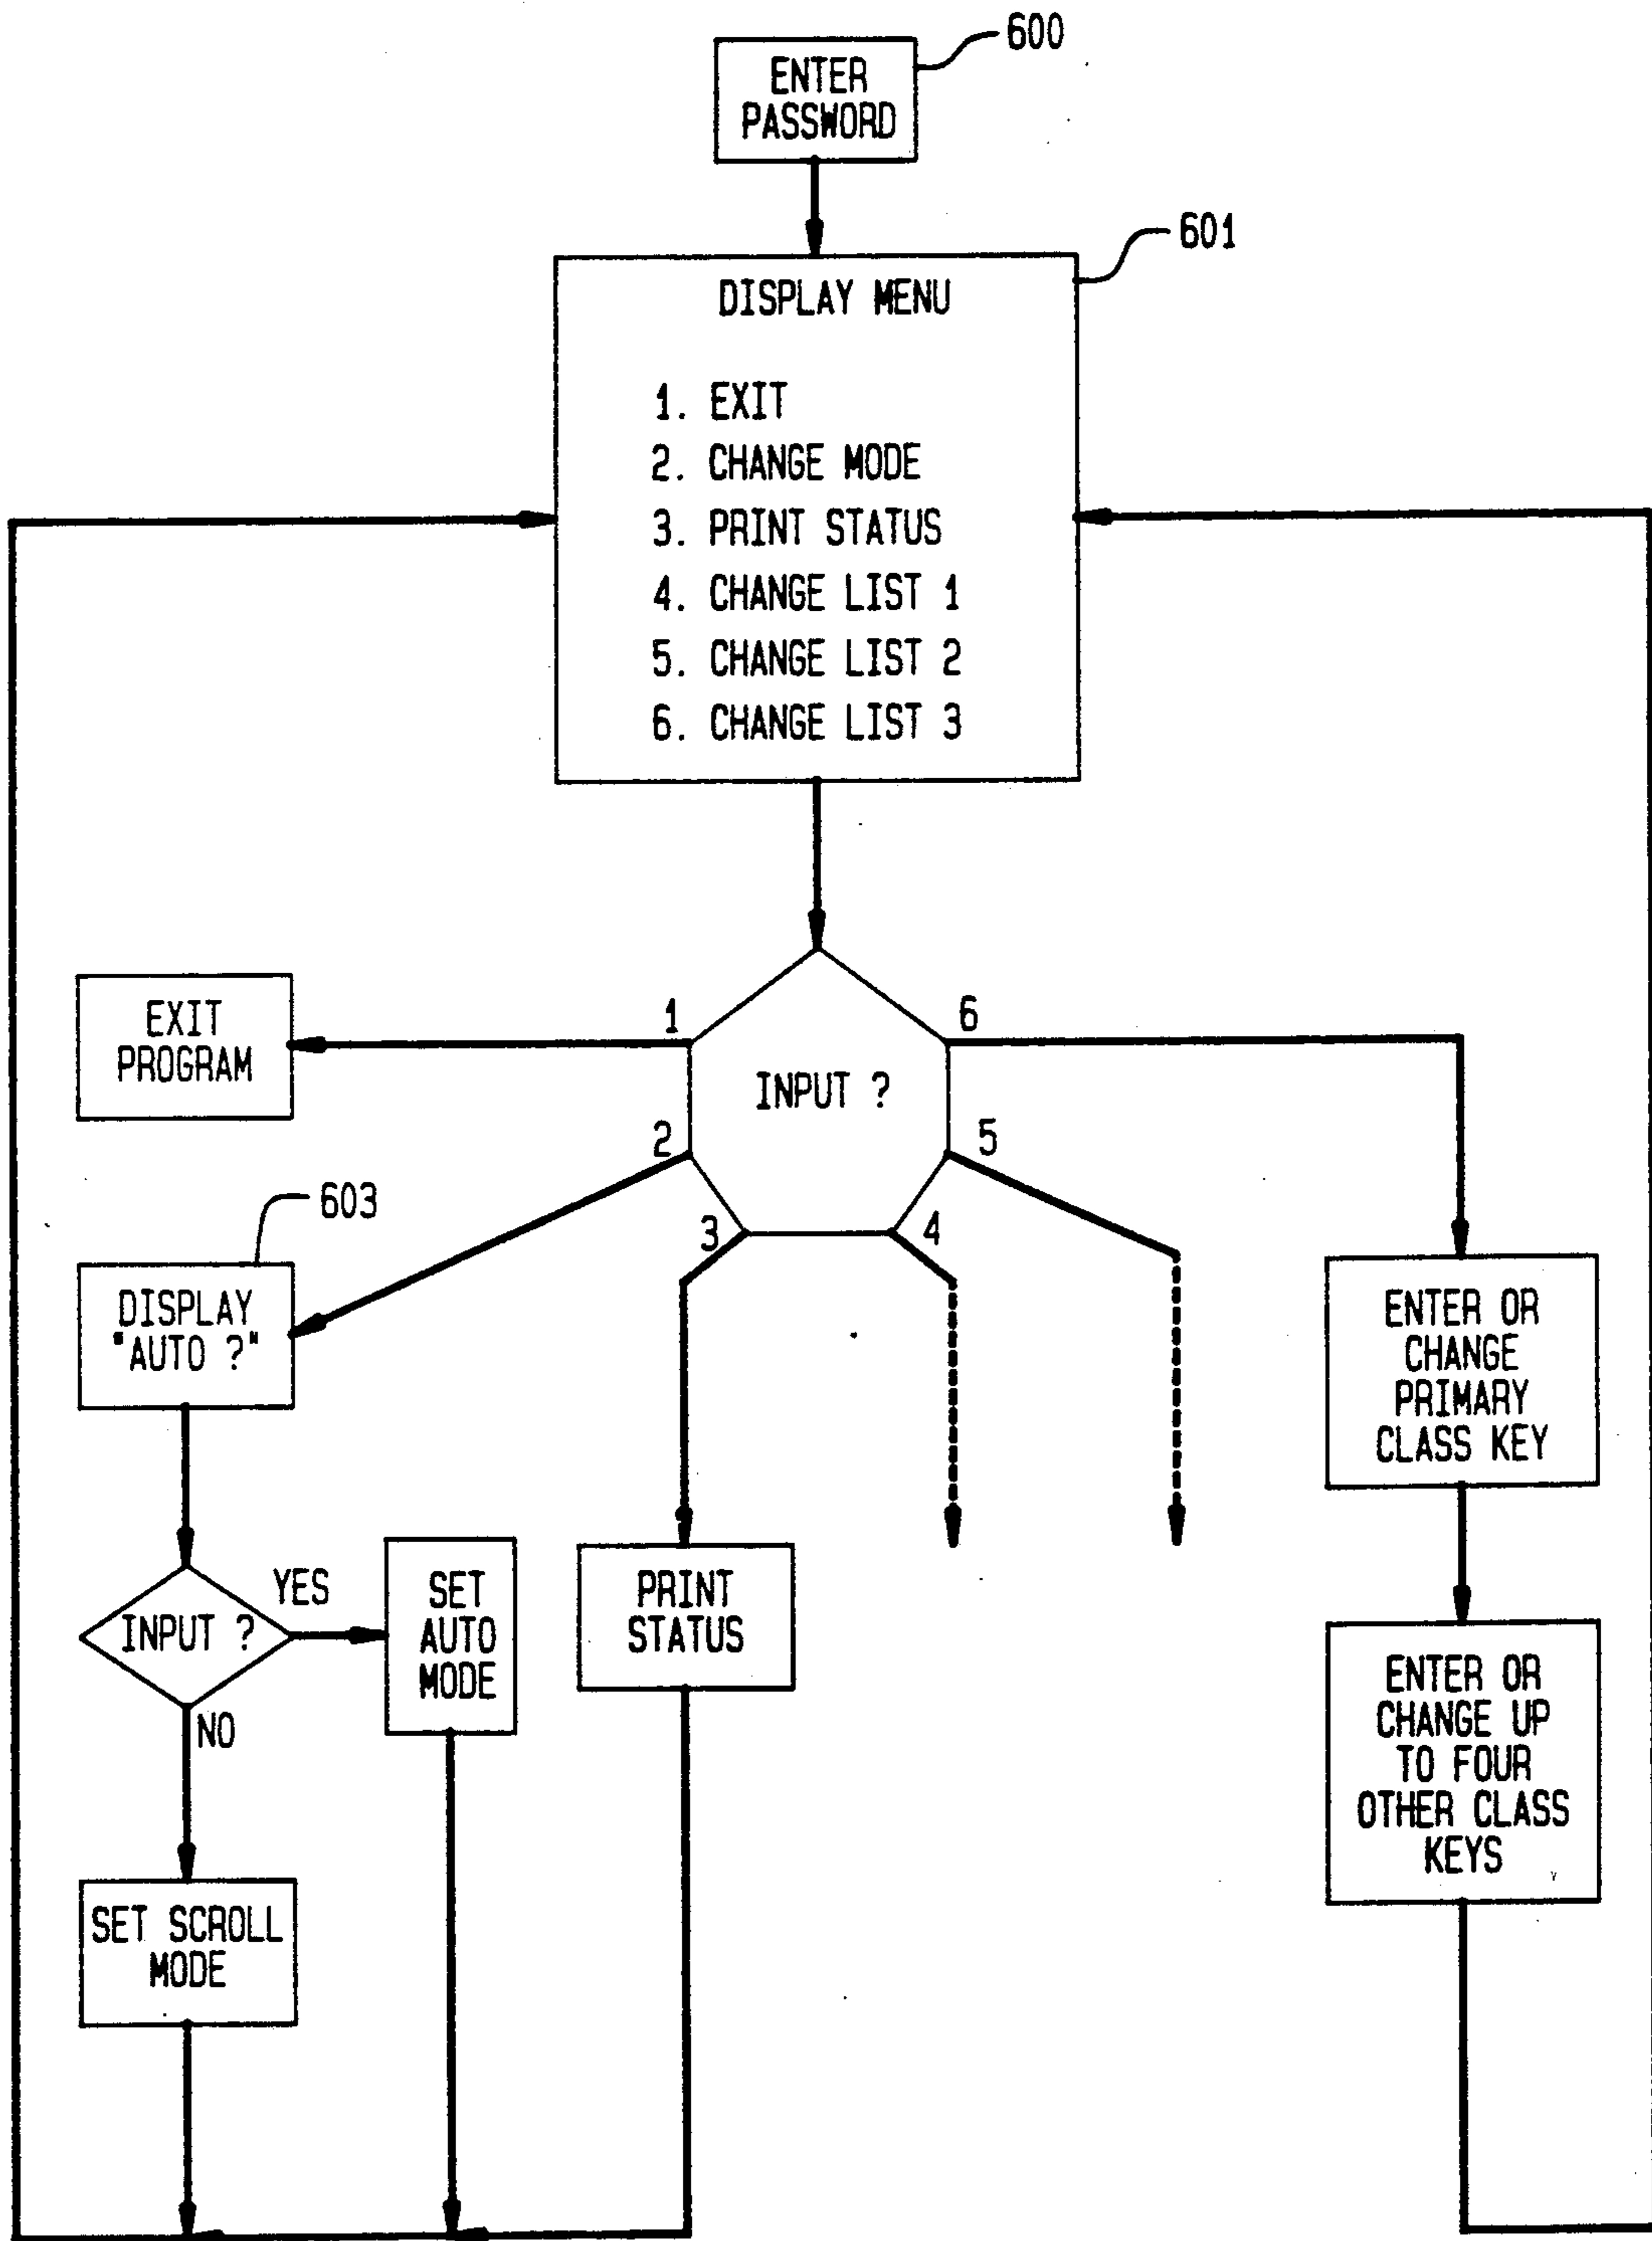 600
ENTER
PASSWORD
601
DISPLAY MENU
1. EXIT
2. CHANGE MODE
3. PRINT STATUS
4. CHANGE LIST 1
5. CHANGE LIST 2
6. CHANGE LIST 3
EXIT
PROGRAM
1
6
INPUT ?
2
5
3
4
603
DISPLAY
"AUTO ?"
ENTER OR
CHANGE
PRIMARY
CLASS KEY
INPUT ?
YES
NO
SET
AUTO
MODE
PRINT
STATUS
ENTER OR
CHANGE UP
TO FOUR
OTHER CLASS
KEYS
SET SCROLL
MODE